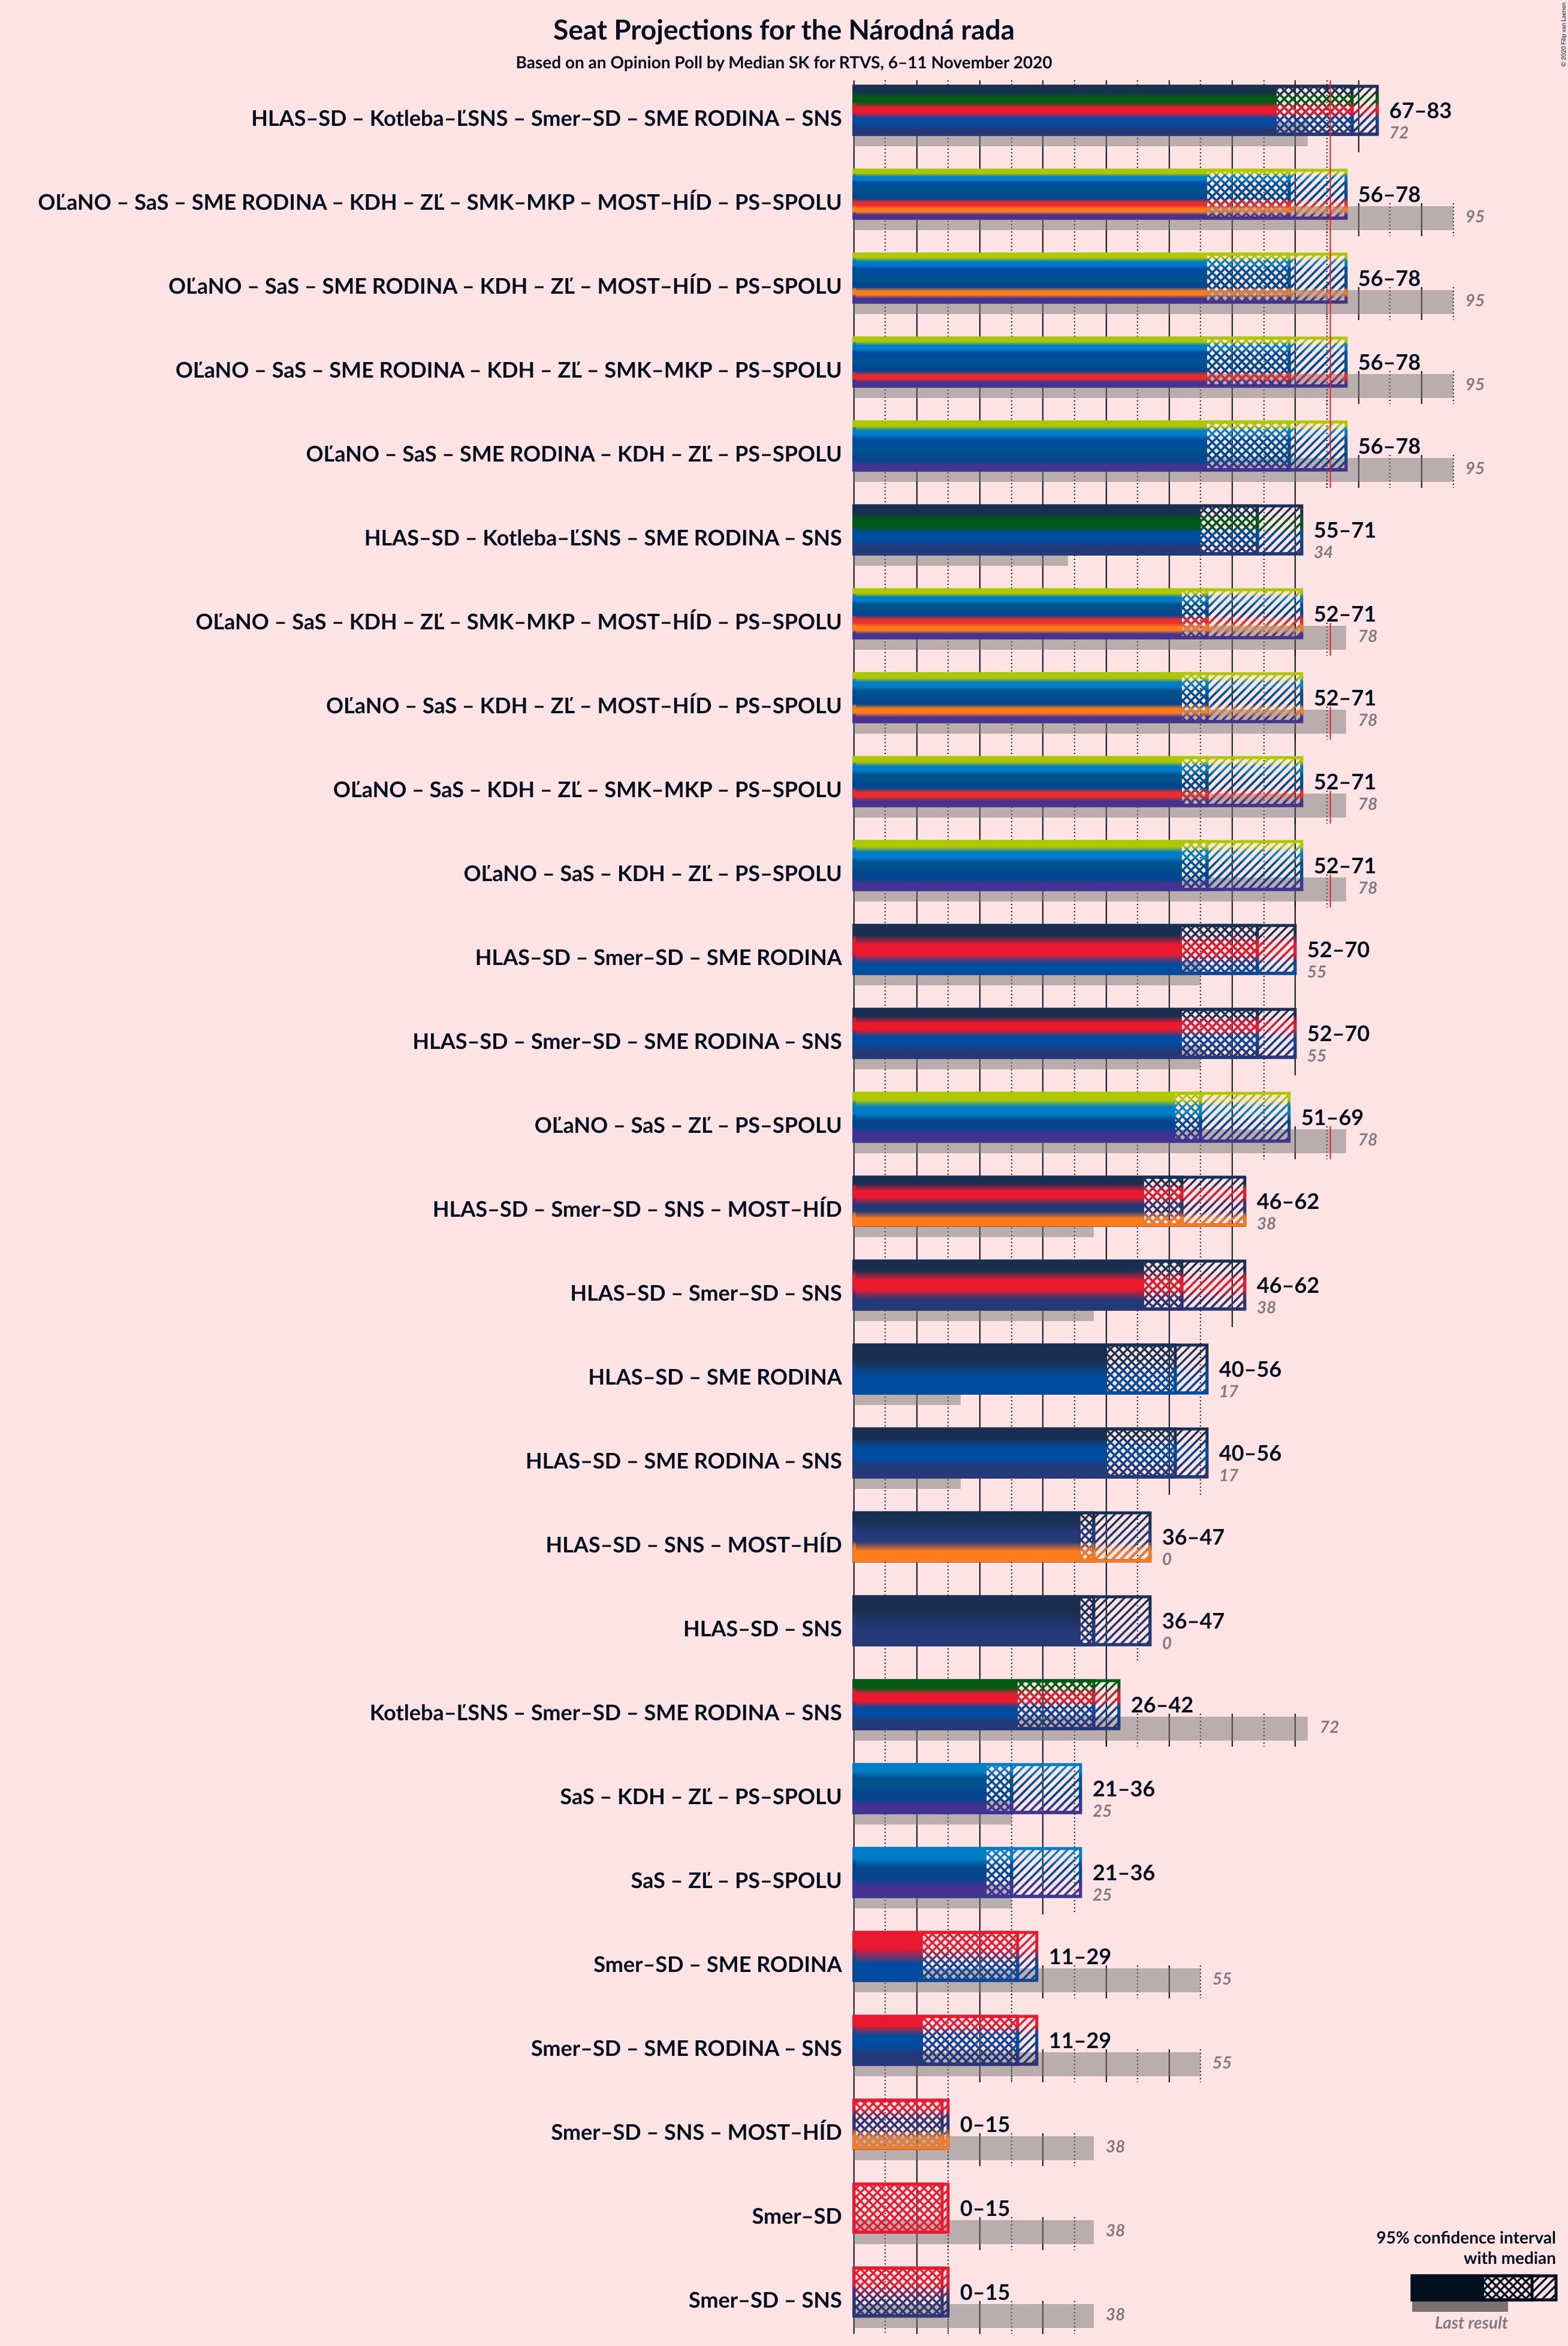 Seat Projections for the Národná rada
Based on an Opinion Poll by Median SK for RTVS, 6–11 November 2020
© 2020 Filip van Laenen
HLAS–SD – Kotleba–ĽSNS – Smer–SD – SME RODINA – SNS
67–83
72
OĽaNO – SaS – SME RODINA – KDH – ZĽ – SMK–MKP – MOST–HÍD – PS–SPOLU
56–78
95
OĽaNO – SaS – SME RODINA – KDH – ZĽ – MOST–HÍD – PS–SPOLU
56–78
95
OĽaNO – SaS – SME RODINA – KDH – ZĽ – SMK–MKP – PS–SPOLU
56–78
95
OĽaNO – SaS – SME RODINA – KDH – ZĽ – PS–SPOLU
56–78
95
HLAS–SD – Kotleba–ĽSNS – SME RODINA – SNS
55–71
34
OĽaNO – SaS – KDH – ZĽ – SMK–MKP – MOST–HÍD – PS–SPOLU
52–71
78
OĽaNO – SaS – KDH – ZĽ – MOST–HÍD – PS–SPOLU
52–71
78
OĽaNO – SaS – KDH – ZĽ – SMK–MKP – PS–SPOLU
52–71
78
OĽaNO – SaS – KDH – ZĽ – PS–SPOLU
52–71
78
HLAS–SD – Smer–SD – SME RODINA
52–70
55
HLAS–SD – Smer–SD – SME RODINA – SNS
52–70
55
OĽaNO – SaS – ZĽ – PS–SPOLU
51–69
78
HLAS–SD – Smer–SD – SNS – MOST–HÍD
46–62
38
HLAS–SD – Smer–SD – SNS
46–62
38
HLAS–SD – SME RODINA
40–56
17
HLAS–SD – SME RODINA – SNS
40–56
17
HLAS–SD – SNS – MOST–HÍD
36–47
0
HLAS–SD – SNS
36–47
0
Kotleba–ĽSNS – Smer–SD – SME RODINA – SNS
26–42
72
SaS – KDH – ZĽ – PS–SPOLU
21–36
25
SaS – ZĽ – PS–SPOLU
21–36
25
Smer–SD – SME RODINA
11–29
55
Smer–SD – SME RODINA – SNS
11–29
55
Smer–SD – SNS – MOST–HÍD
0–15
38
Smer–SD
0–15
38
Smer–SD – SNS
0–15
38
95% confidence interval
with median
Last result